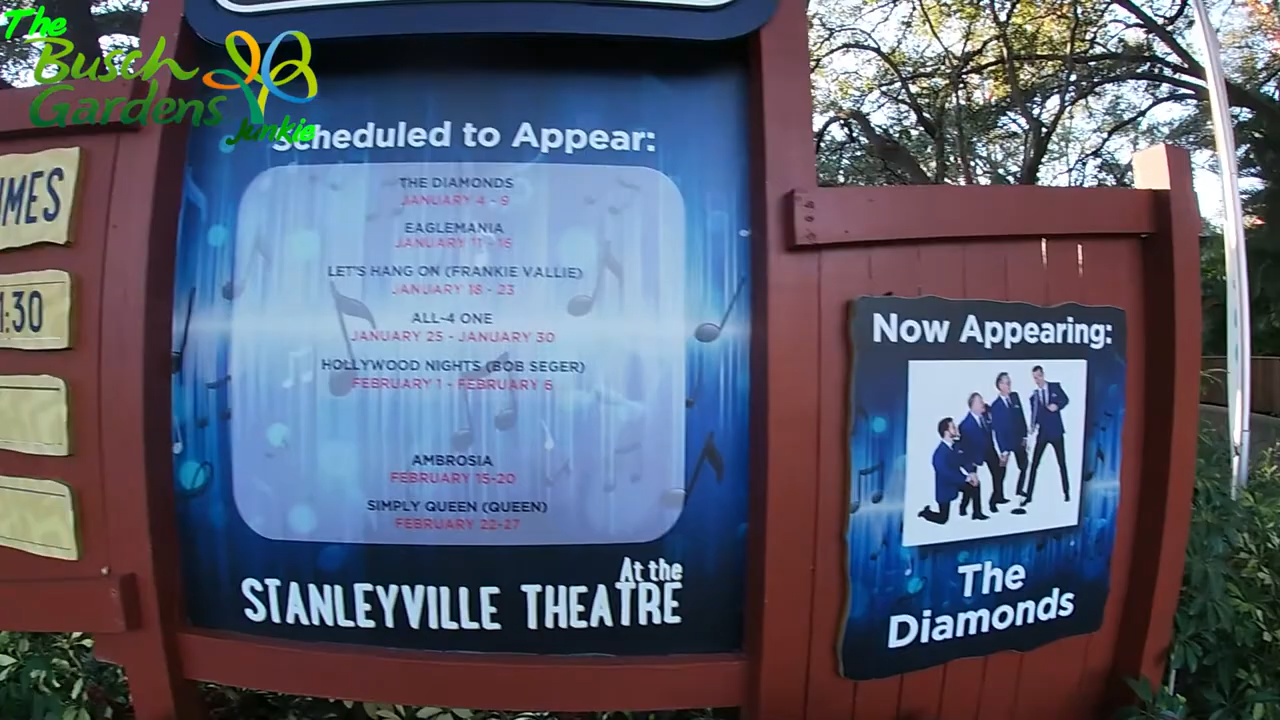 The
Busch
Gardens
Junkie
Scheduled to Appear:
THE DIAMONDS
JANUARY 4 - 9
EAGLEMANIA
JANUARY 11 - 16
LET'S HANG ON (FRANKIE VALLIE)
JANUARY 18 - 23
ALL-4 ONE
JANUARY 25 - JANUARY 30
HOLLYWOOD NIGHTS (BOB SEGER)
FEBRUARY 1 - FEBRUARY 6
AMBROSIA
FEBRUARY 15-20
SIMPLY QUEEN (QUEEN)
FEBRUARY 22-27
At the
STANLEYVILLE THEATRE
Now Appearing:
The
Diamonds